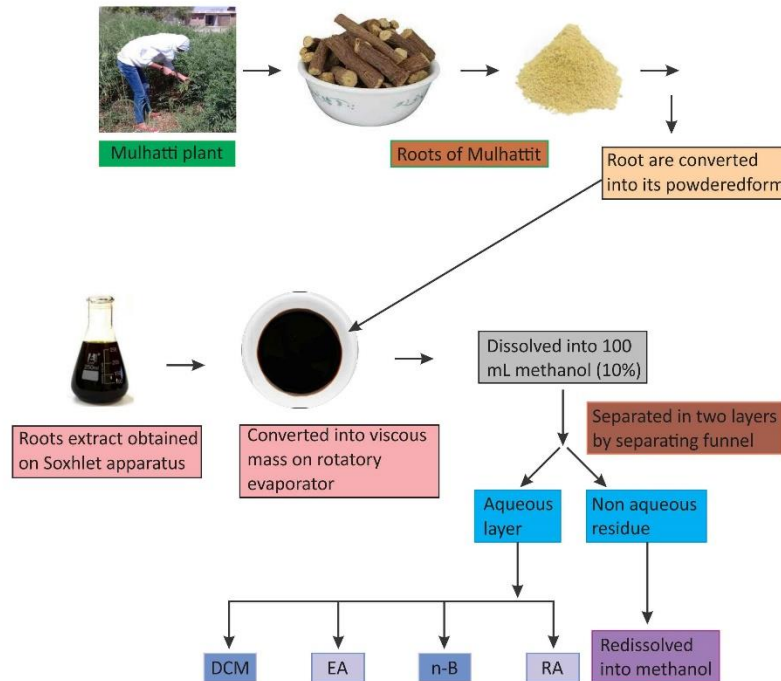 Mulhatti plant
Roots of Mulhattit
Root are converted
into its powderedform
Roots extract obtained
on Soxhlet apparatus
Converted into viscous
mass on rotatory
evaporator
Dissolved into 100
mL methanol (10%)
Separated in two layers
by separating funnel
Aqueous
layer
Non aqueous
residue
DCM
EA
n-B
RA
Redissolved
into methanol